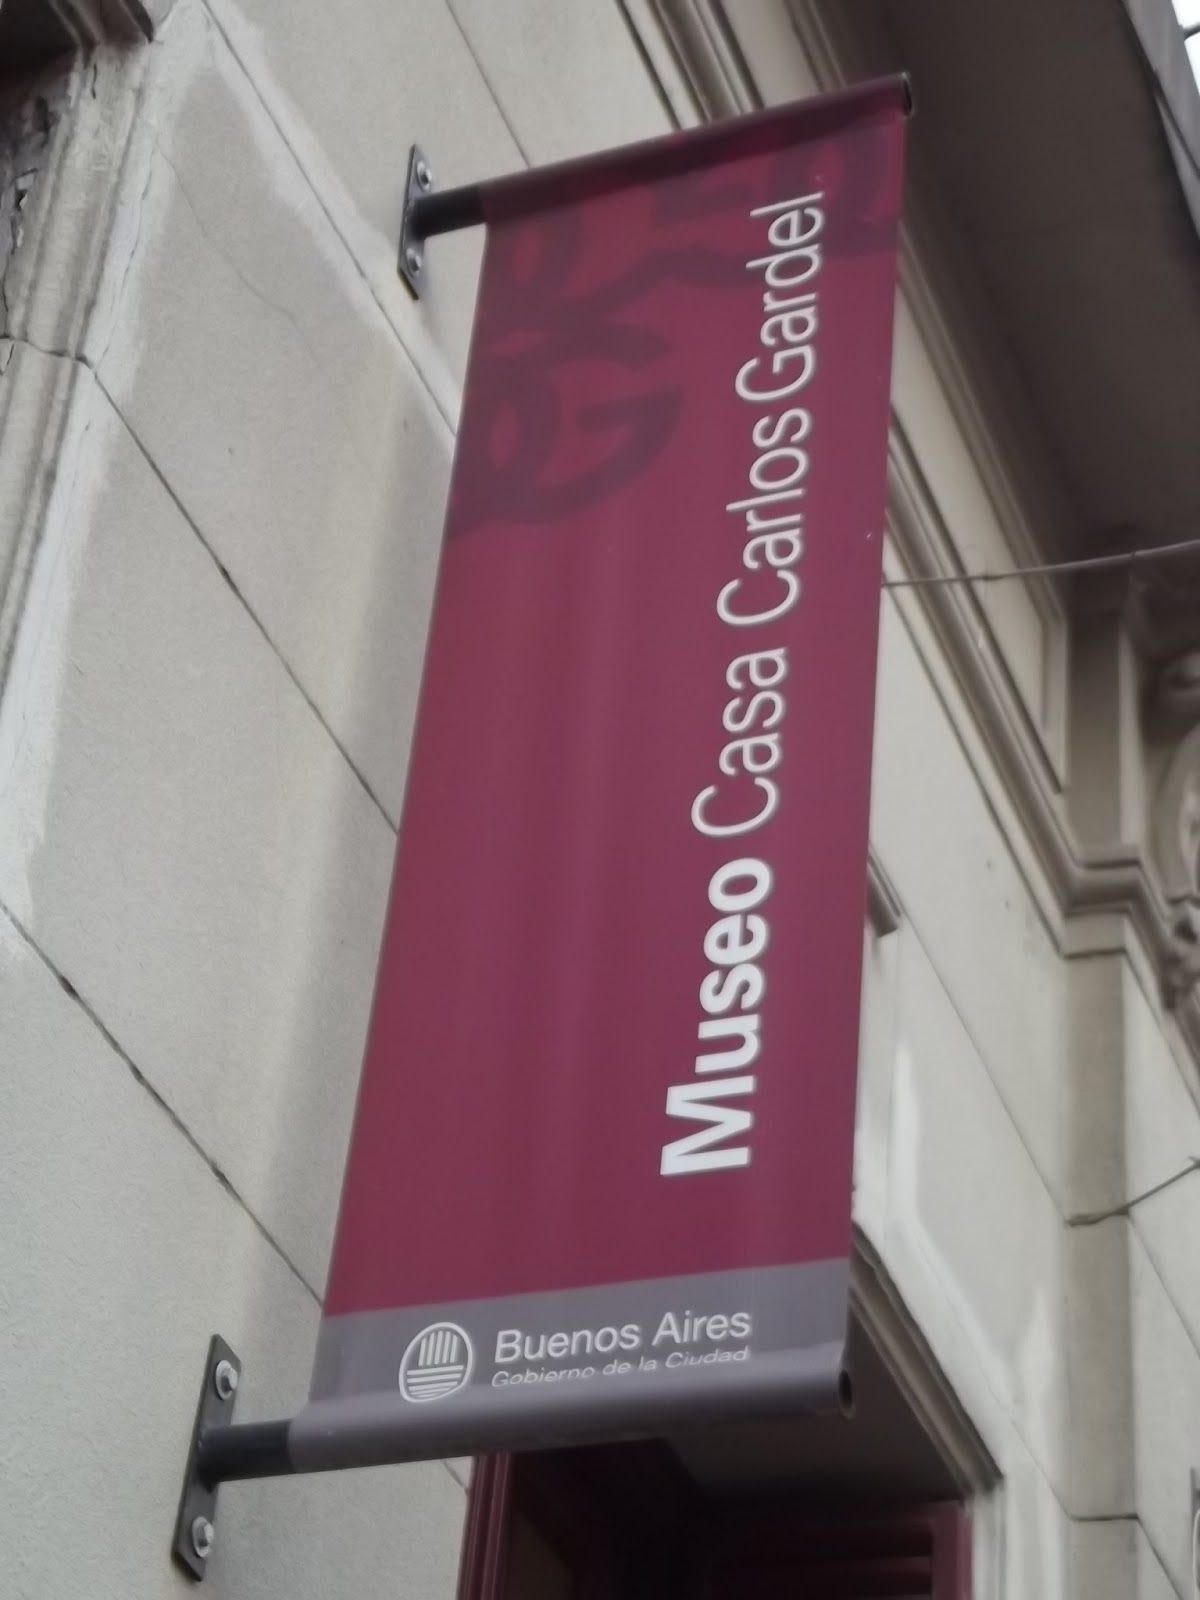 Museo Casa Carlos Gardel
Buenos Aires
Gobierno de la Ciudad